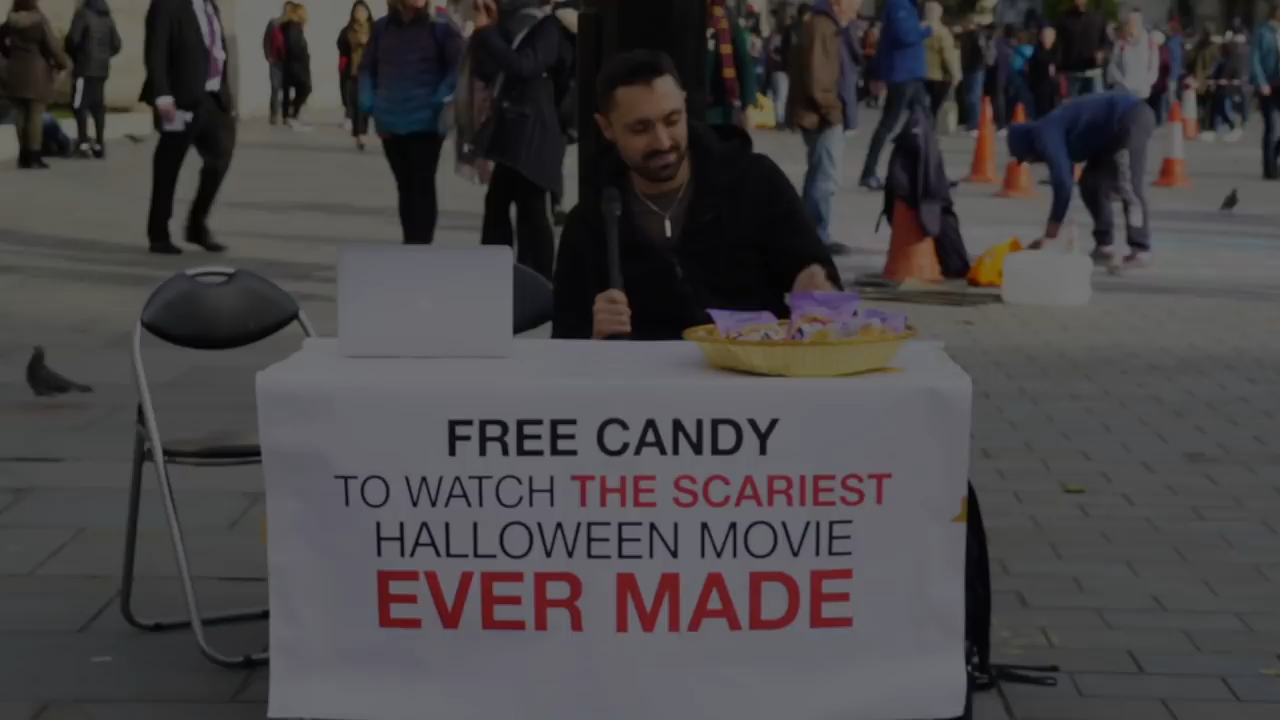 FREE CANDY
TO WATCH THE SCARIEST
HALLOWEEN MOVIE
EVER MADE